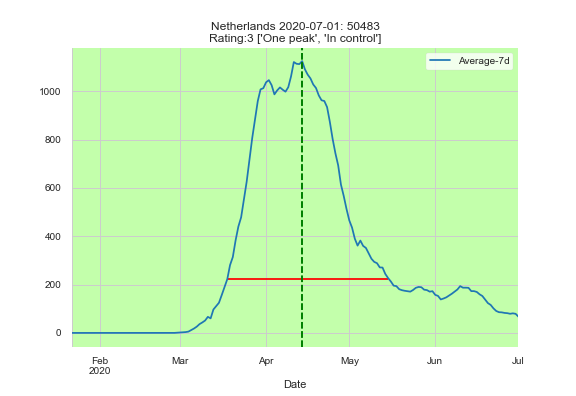 Netherlands 2020-07-01: 50483
Rating:3 ['One peak', 'In control']
Average-7d
1000
800
600
400
200
0
Feb
2020
Mar
Apr
May
Jun
Jul
Date